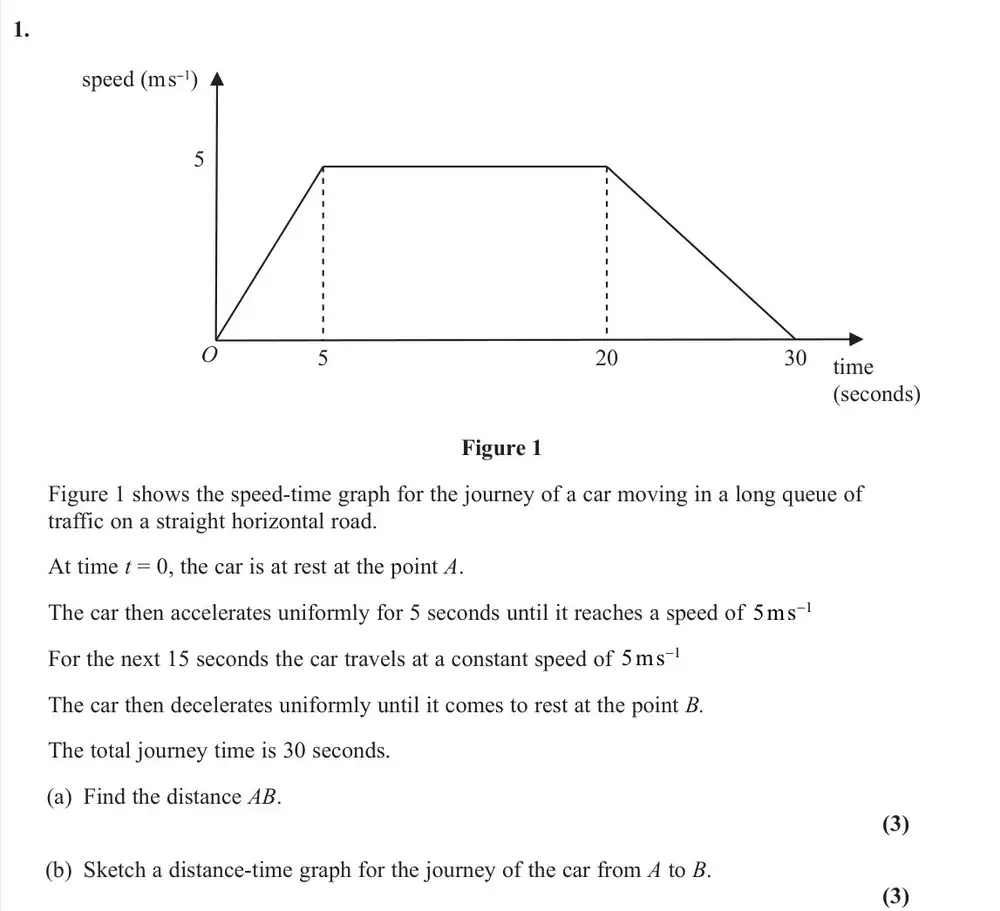 1.
speed (m s⁻¹)
5
O
5
20
30
time
(seconds)
Figure 1
Figure 1 shows the speed-time graph for the journey of a car moving in a long queue of
traffic on a straight horizontal road.
At time t = 0, the car is at rest at the point A.
The car then accelerates uniformly for 5 seconds until it reaches a speed of 5 m s⁻¹
For the next 15 seconds the car travels at a constant speed of 5 m s⁻¹
The car then decelerates uniformly until it comes to rest at the point B.
The total journey time is 30 seconds.
(a) Find the distance AB.
(3)
(b) Sketch a distance-time graph for the journey of the car from A to B.
(3)